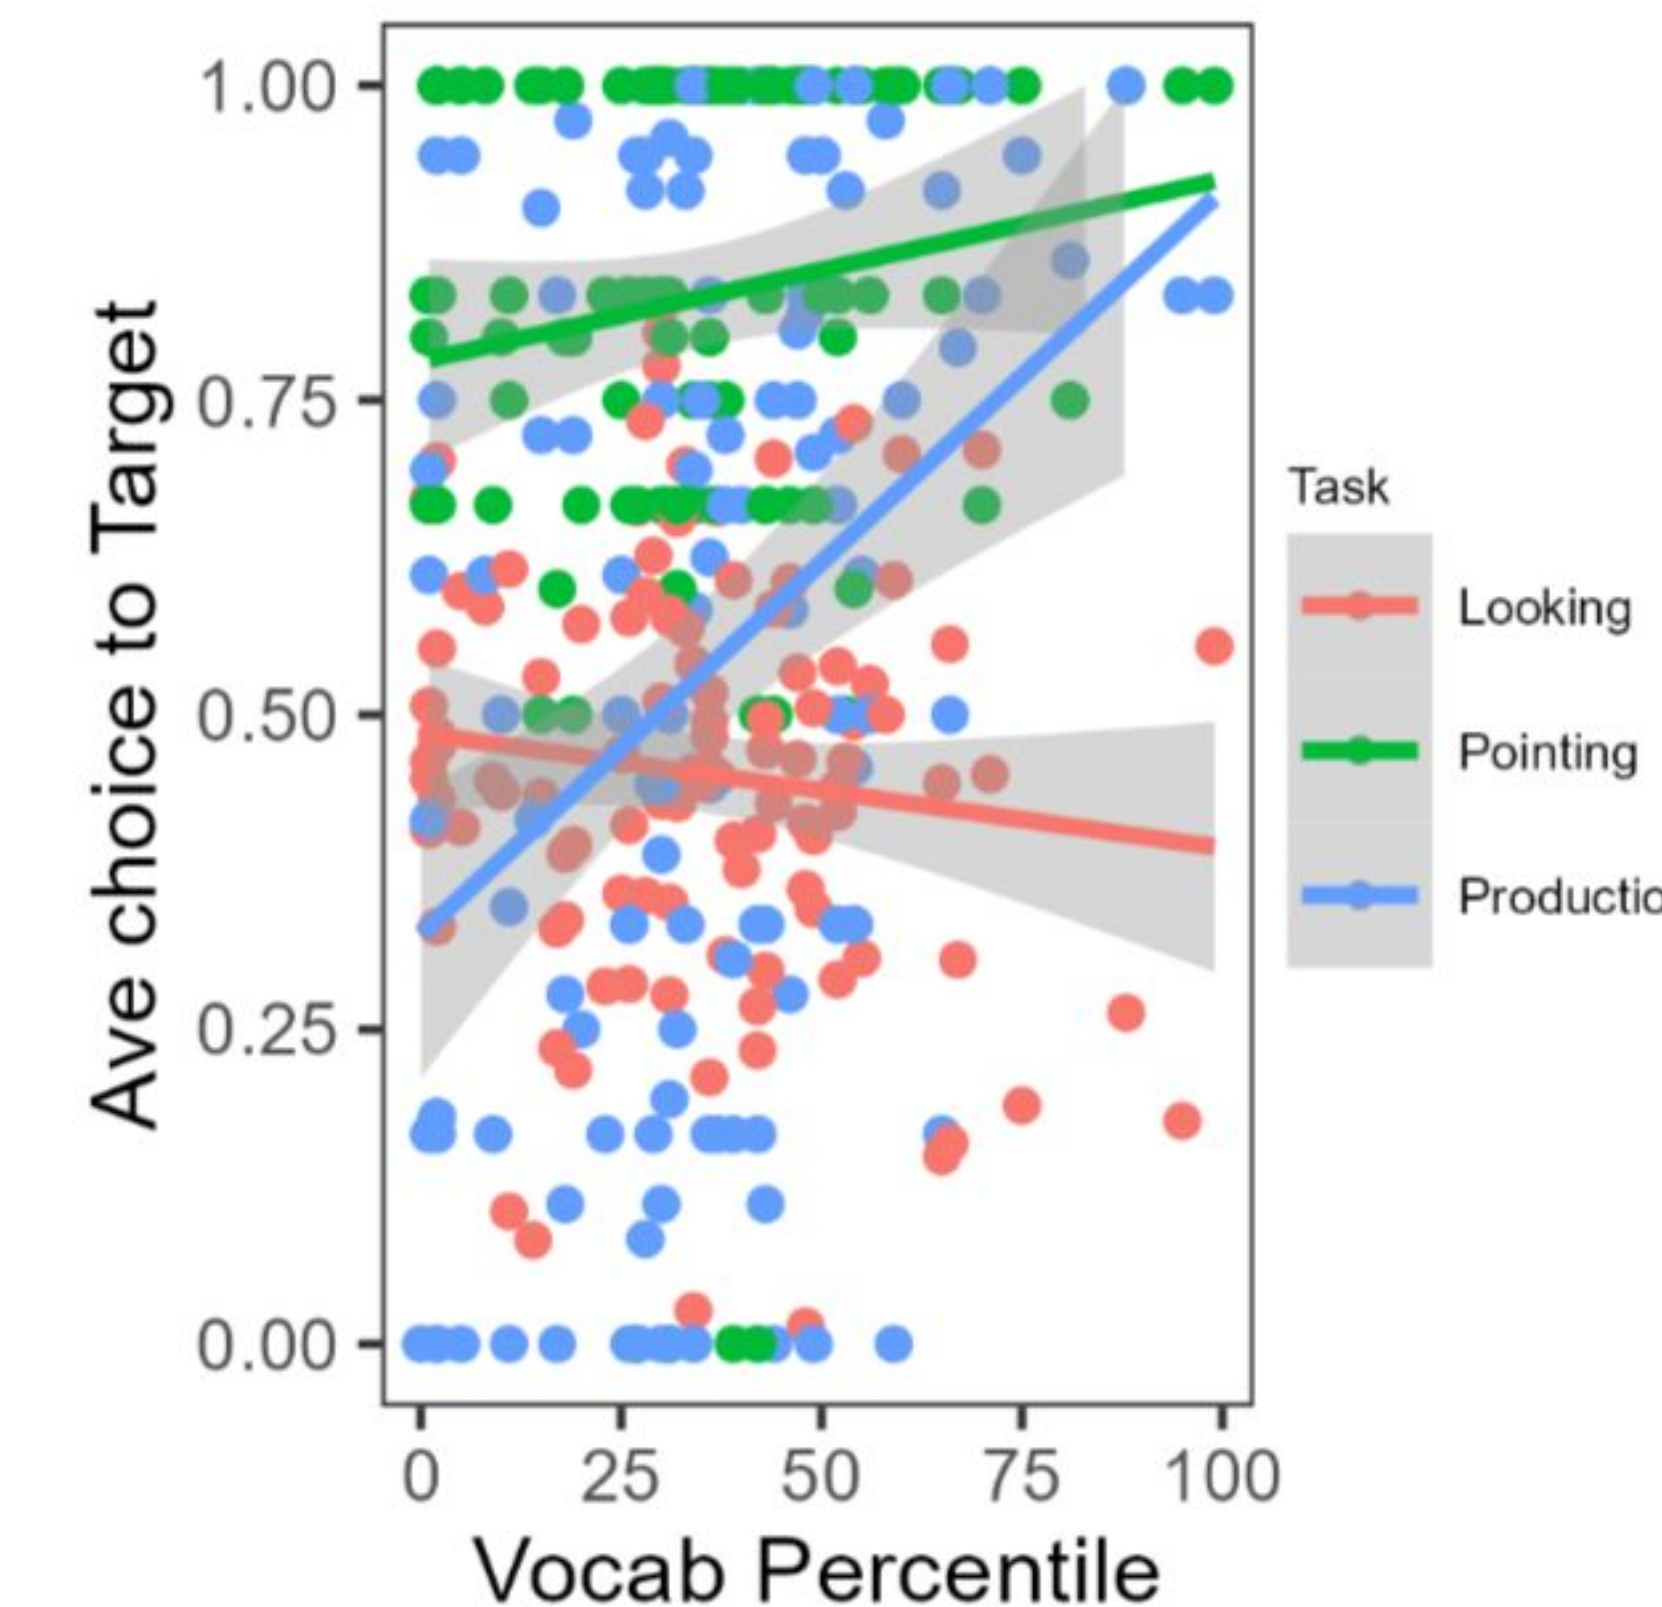 Ave choice to Target
1.00
0.75
0.50
0.25
0.00
0 25 50 75 100
Vocab Percentile
Task
Looking
Pointing
Productio